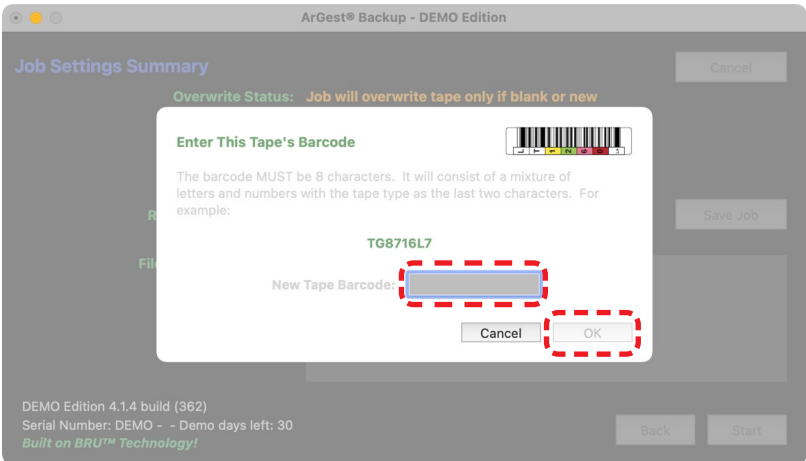 ArGest® Backup - DEMO Edition
Job Settings Summary
Cancel
Overwrite Status: Job will overwrite tape only if blank or new
Enter This Tape's Barcode
The barcode MUST be 8 characters. It will consist of a mixture of
letters and numbers with the tape type as the last two characters. For
example:
R
Save Job
TG8716L7
File
New Tape Barcode:
Cancel
OK
DEMO Edition 4.1.4 build (362)
Serial Number: DEMO - - Demo days left: 30
Built on BRU™ Technology!
Back
Start